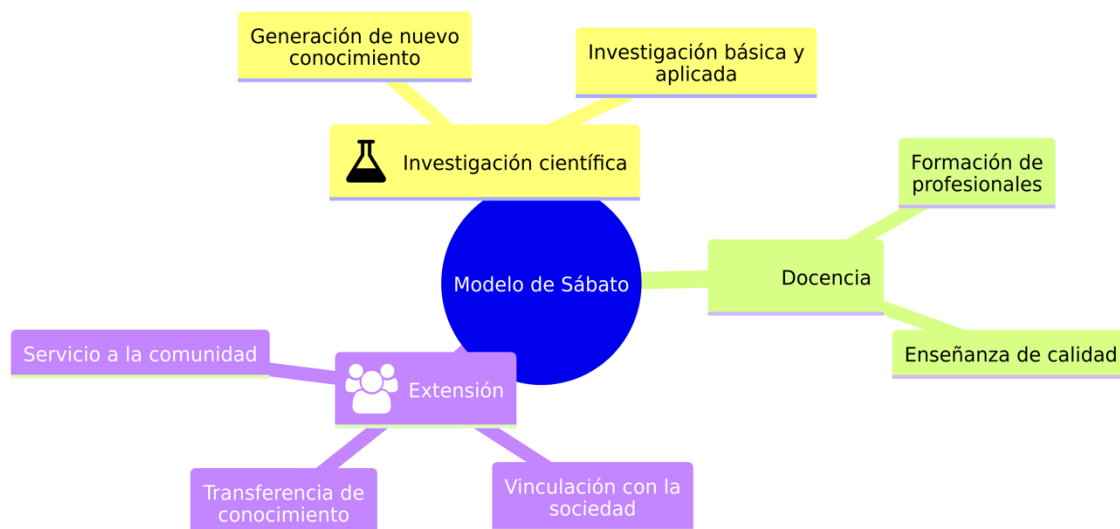 Generación de nuevo
conocimiento
Investigación básica y
aplicada
Investigación científica
Formación de
profesionales
Modelo de Sábato
Docencia
Enseñanza de calidad
Servicio a la comunidad
Extensión
Transferencia de
conocimiento
Vinculación con la
sociedad